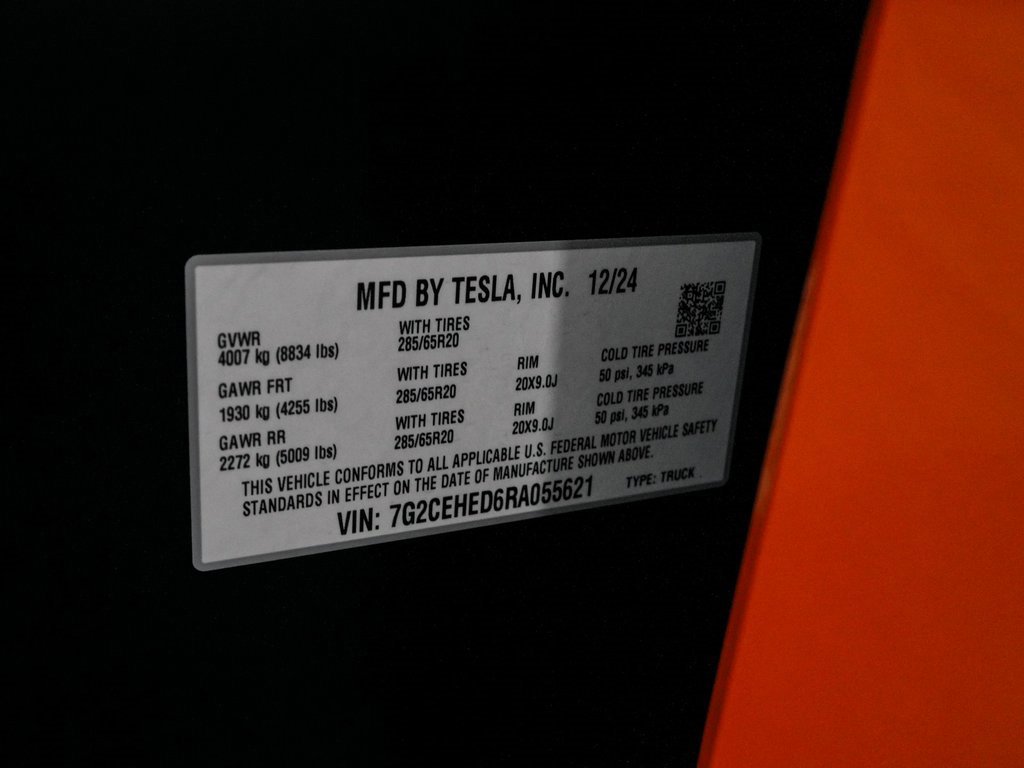 MFD BY TESLA, INC. 12/24
GVWR
4007 kg (8834 lbs)
WITH TIRES
285/65R20
GAWR FRT
1930 kg (4255 lbs)
WITH TIRES
285/65R20
RIM
20X9.0J
COLD TIRE PRESSURE
50 psi, 345 kPa
GAWR RR
2272 kg (5009 lbs)
WITH TIRES
285/65R20
RIM
20X9.0J
COLD TIRE PRESSURE
50 psi, 345 kPa
THIS VEHICLE CONFORMS TO ALL APPLICABLE U.S. FEDERAL MOTOR VEHICLE SAFETY
STANDARDS IN EFFECT ON THE DATE OF MANUFACTURE SHOWN ABOVE.
VIN: 7G2CEHED6RA055621
TYPE: TRUCK